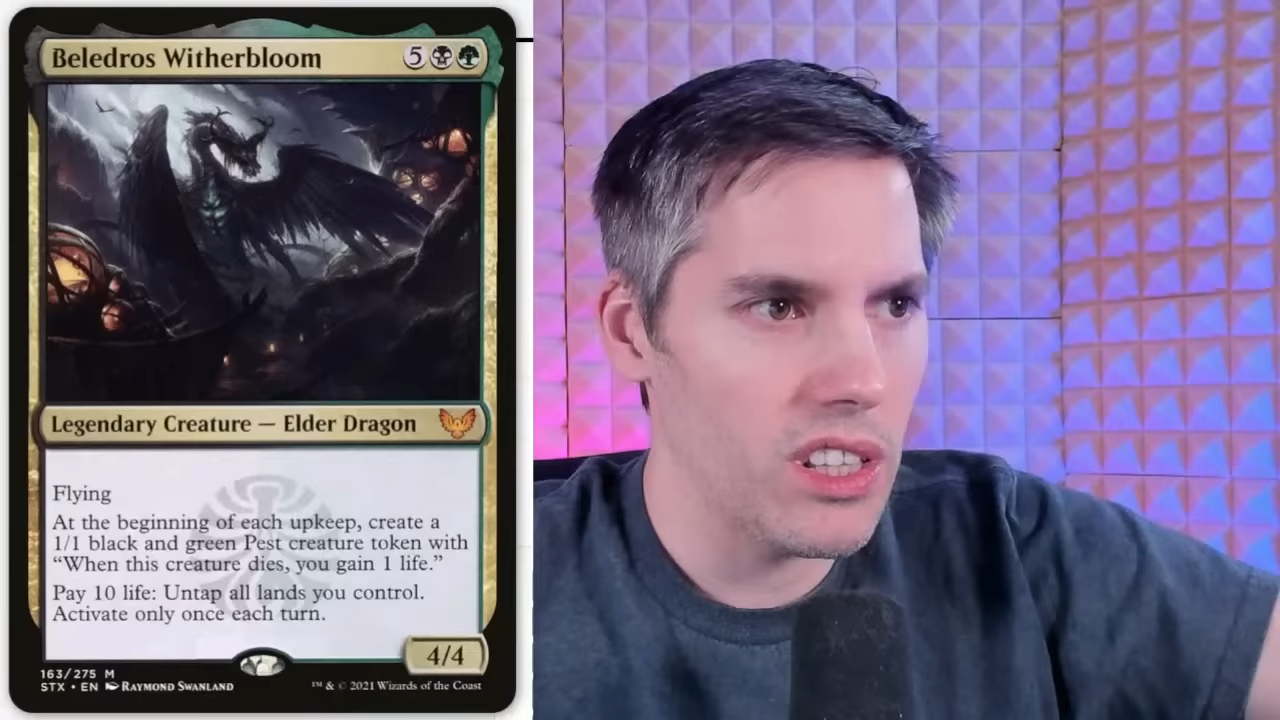 Beledros Witherbloom 5
Legendary Creature — Elder Dragon
Flying
At the beginning of each upkeep, create a
1/1 black and green Pest creature token with
“When this creature dies, you gain 1 life.”
Pay 10 life: Untap all lands you control.
Activate only once each turn.
4/4
163/275 M
STX • EN RAYMOND SWANLAND
™ & © 2021 Wizards of the Coast